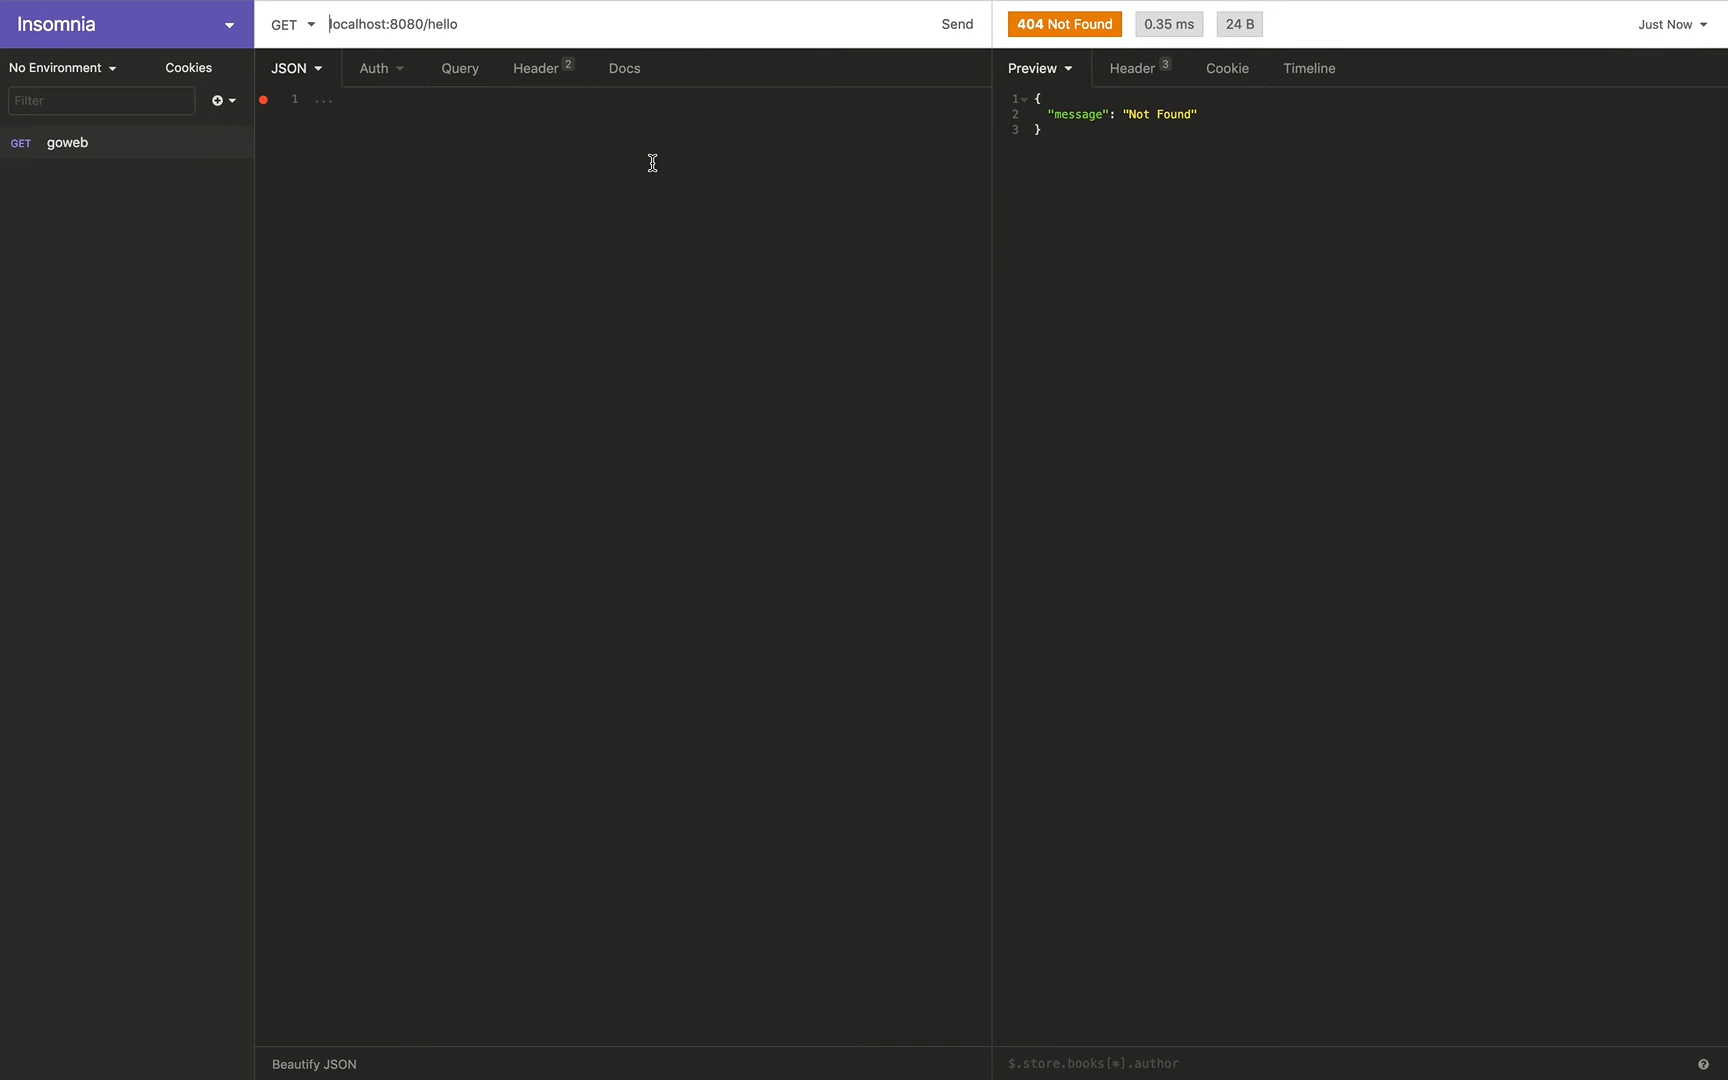 Insomnia
GET localhost:8080/hello Send
404 Not Found 0.35 ms 24 B Just Now
No Environment Cookies
JSON Auth Query Header 2 Docs
Preview Header 3 Cookie Timeline
Filter
GET goweb
1 ...
1 {
2 "message": "Not Found"
3 }
Beautify JSON
$.store.books[*].author